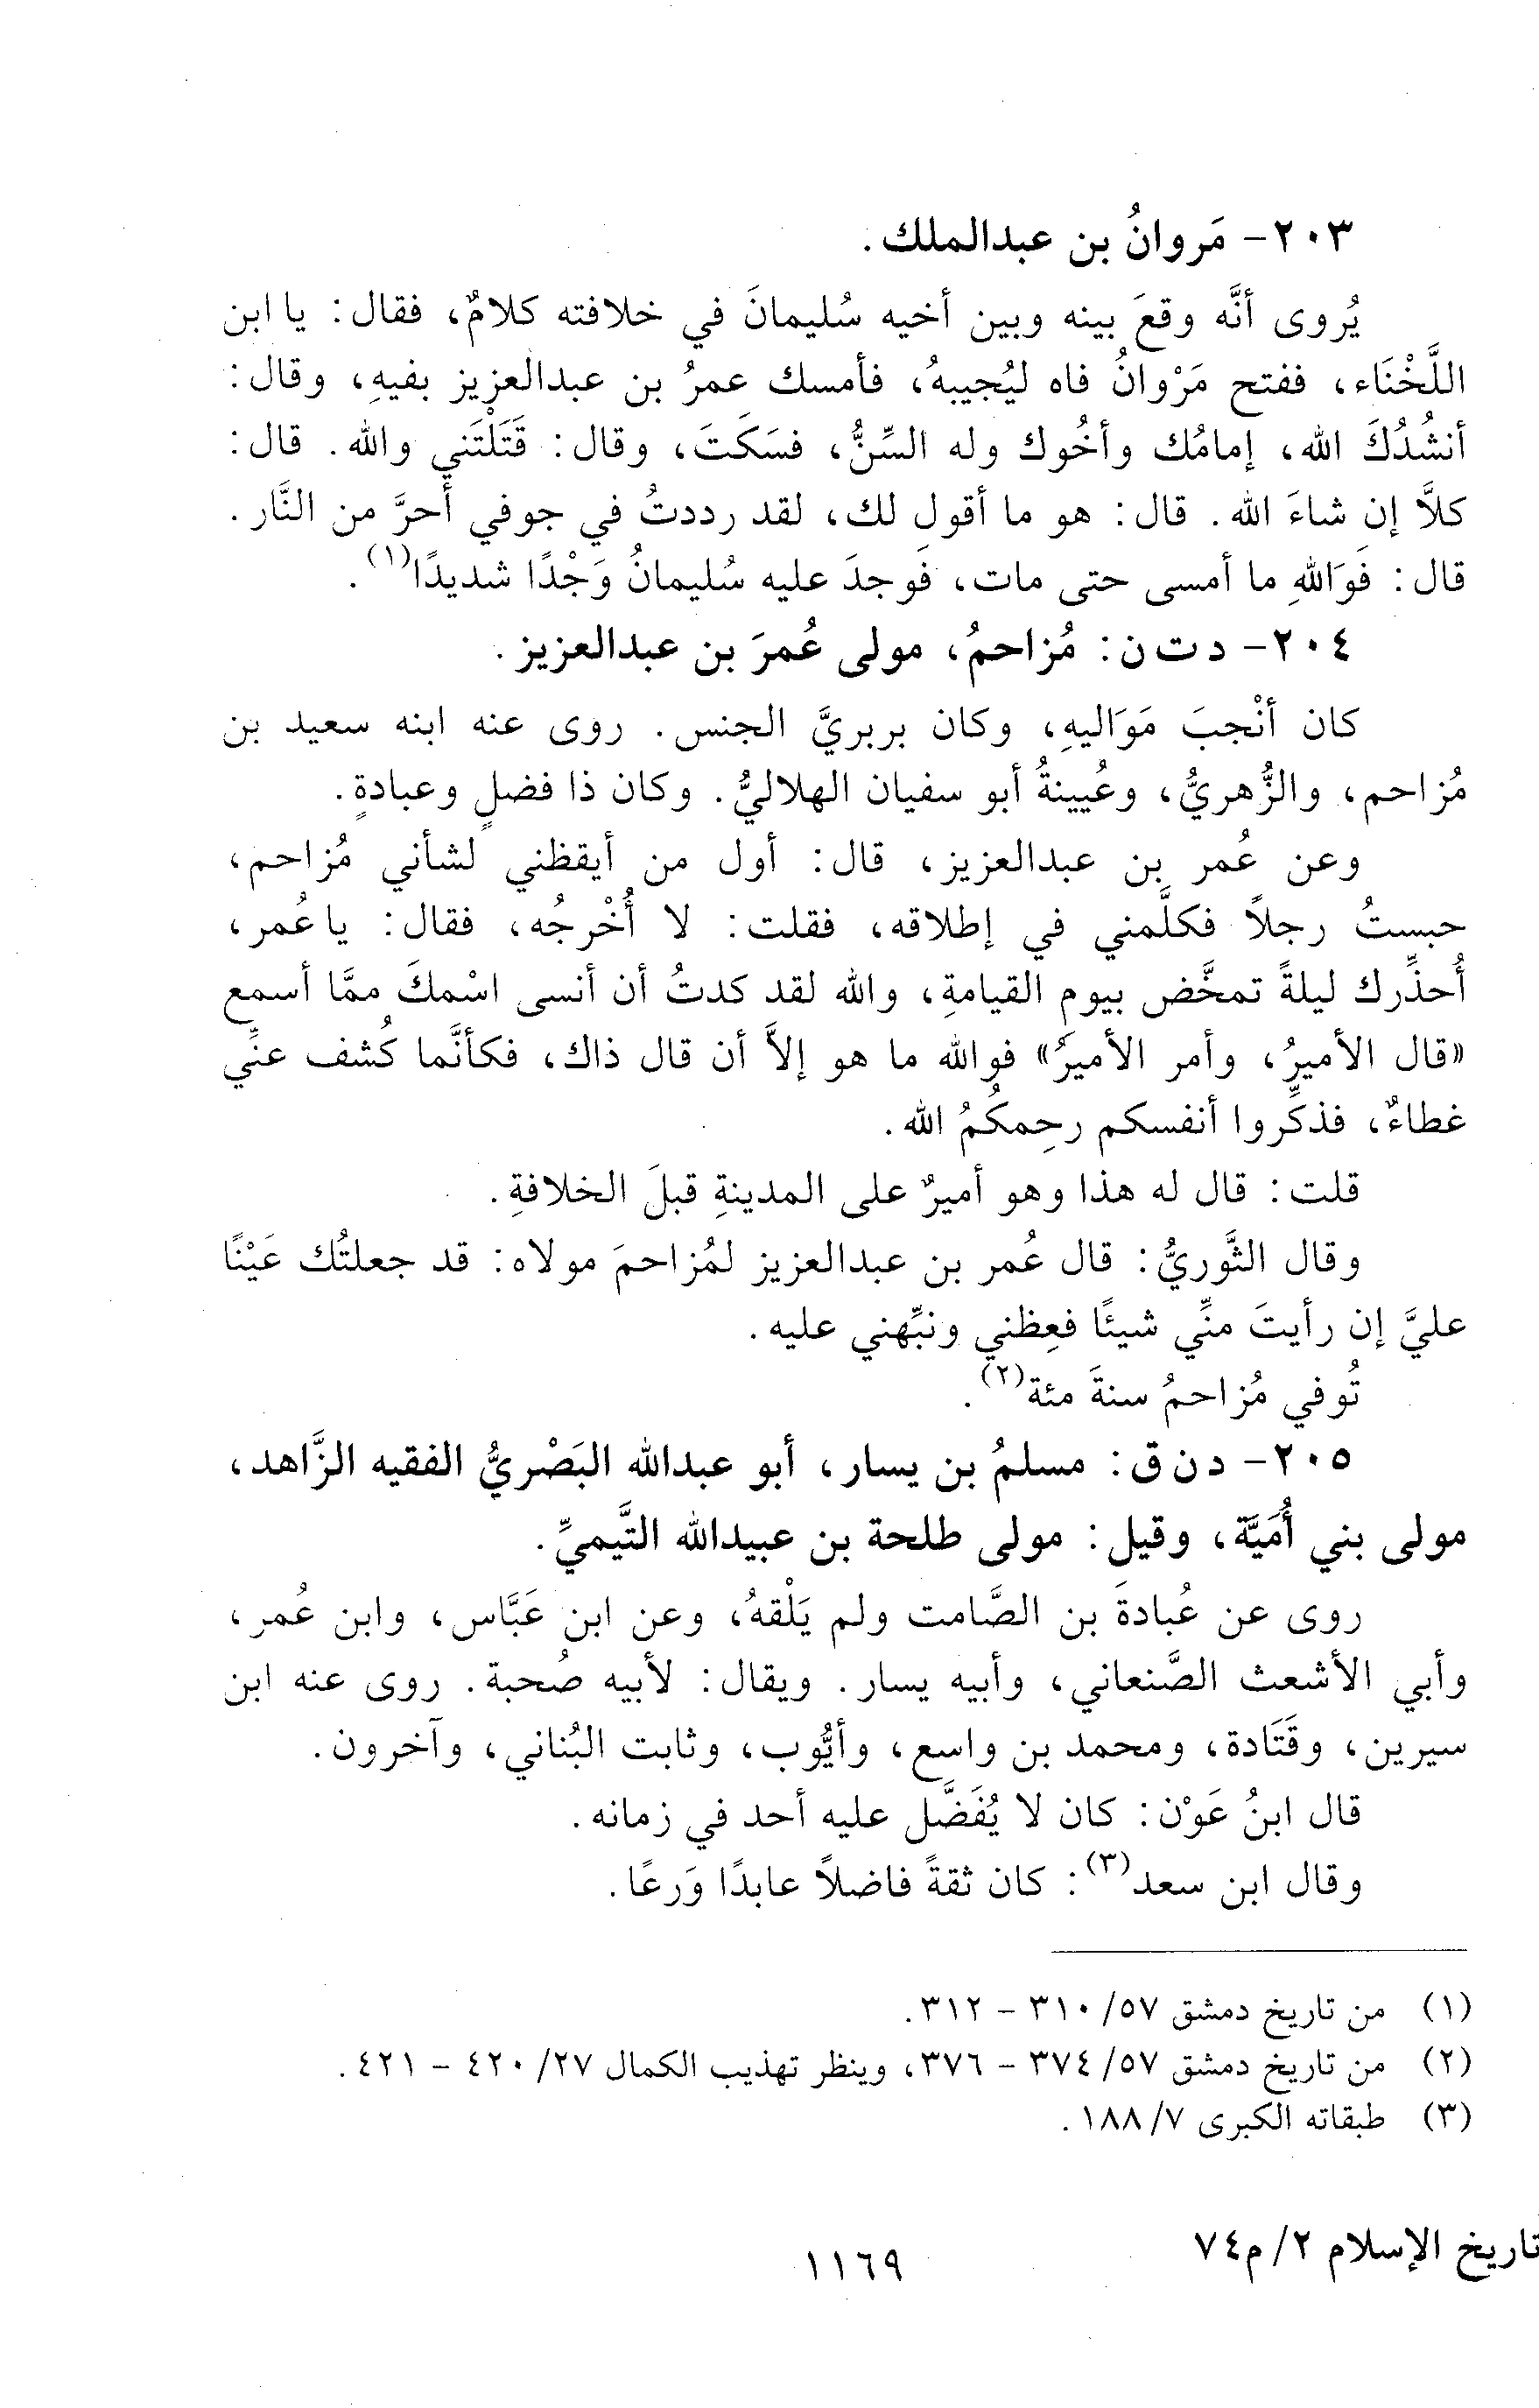 ٢٠٣- مَروانُ بن عبدالملك.
يُروى أنَّه وقعَ بينه وبين أخيه سُليمانَ في خلافته كلامٌ، فقال: يا ابن
اللَّخْنَاء، ففتح مَرْوانُ فاه ليُجيبهُ، فأمسك عمرُ بن عبدالعزيز بفيهِ، وقال:
أنشُدُكَ الله، إمامُك وأخُوك وله السِّنُّ، فسَكَتَ، وقال: قَتَلْتَني والله. قال:
كلاَّ إن شاءَ الله. قال: هو ما أقول لك، لقد رددتُ في جوفي أحرَّ من النَّار.
قال: فَوَاللهِ ما أمسى حتى مات، فَوجدَ عليه سُليمانُ وَجْدًا شديدًا(١).
٢٠٤- د ت ن: مُزاحمُ، مولى عُمرَ بن عبدالعزيز.
كان أنْجبَ مَوَاليهِ، وكان بربريَّ الجنس. روى عنه ابنه سعيد بن
مُزاحم، والزُّهريُّ، وعُيينةُ أبو سفيان الهلاليُّ. وكان ذا فضلٍ وعبادةٍ.
وعن عُمر بن عبدالعزيز، قال: أول من أيقظني لشأني مُزاحم،
حبستُ رجلاً فكلَّمني في إطلاقه، فقلت: لا أُخْرجُه، فقال: يا عُمر،
أُحذِّرك ليلةً تمخَّض بيومِ القيامةِ، والله لقد كدتُ أن أنسى اسْمكَ ممَّا أسمع
«قال الأميرُ، وأمر الأميرُ» فوالله ما هو إلاَّ أن قال ذاك، فكأنَّما كُشف عنِّي
غطاءٌ، فذكِّروا أنفسكم رحِمكُمُ الله.
قلت: قال له هذا وهو أميرٌ على المدينةِ قبلَ الخلافةِ.
وقال الثَّوريُّ: قال عُمر بن عبدالعزيز لمُزاحمَ مولاه: قد جعلتُك عَيْنًا
عليَّ إن رأيتَ منِّي شيئًا فعِظني ونبِّهني عليه.
تُوفي مُزاحمُ سنةَ مئة(٢).
٢٠٥- د ن ق: مسلمُ بن يسار، أبو عبدالله البَصْريُّ الفقيه الزَّاهد،
مولى بني أُمَيَّة، وقيل: مولى طلحة بن عبيدالله التَّيميِّ.
روى عن عُبادةَ بن الصَّامت ولم يَلْقهُ، وعن ابن عَبَّاس، وابن عُمر،
وأبي الأشعث الصَّنعاني، وأبيه يسار. ويقال: لأبيه صُحبة. روى عنه ابن
سيرين، وقَتَادة، ومحمد بن واسع، وأيُّوب، وثابت البُناني، وآخرون.
قال ابنُ عَوْن: كان لا يُفَضَّل عليه أحد في زمانه.
وقال ابن سعد(٣): كان ثقةً فاضلاً عابدًا وَرعًا.
(١) من تاريخ دمشق ٥٧/ ٣١٠ - ٣١٢.
(٢) من تاريخ دمشق ٥٧/ ٣٧٤ - ٣٧٦، وينظر تهذيب الكمال ٢٧/ ٤٢٠ - ٤٢١.
(٣) طبقاته الكبرى ٧/ ١٨٨.
تاريخ الإسلام ٢/ م٧٤
١١٦٩